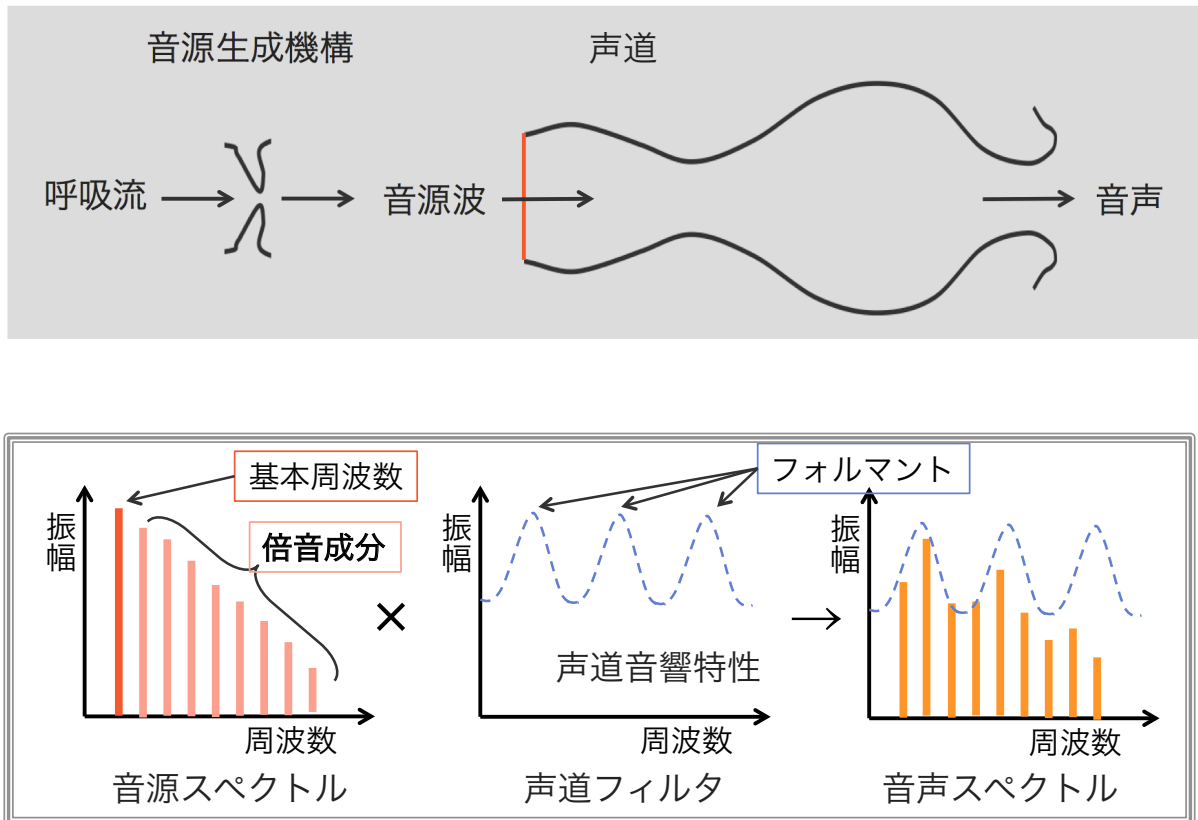 音源生成機構
声道
呼吸流
音源波
音声
基本周波数
フォルマント
振幅
倍音成分
周波数
音源スペクトル
×
振幅
声道音響特性
周波数
声道フィルタ
振幅
周波数
音声スペクトル